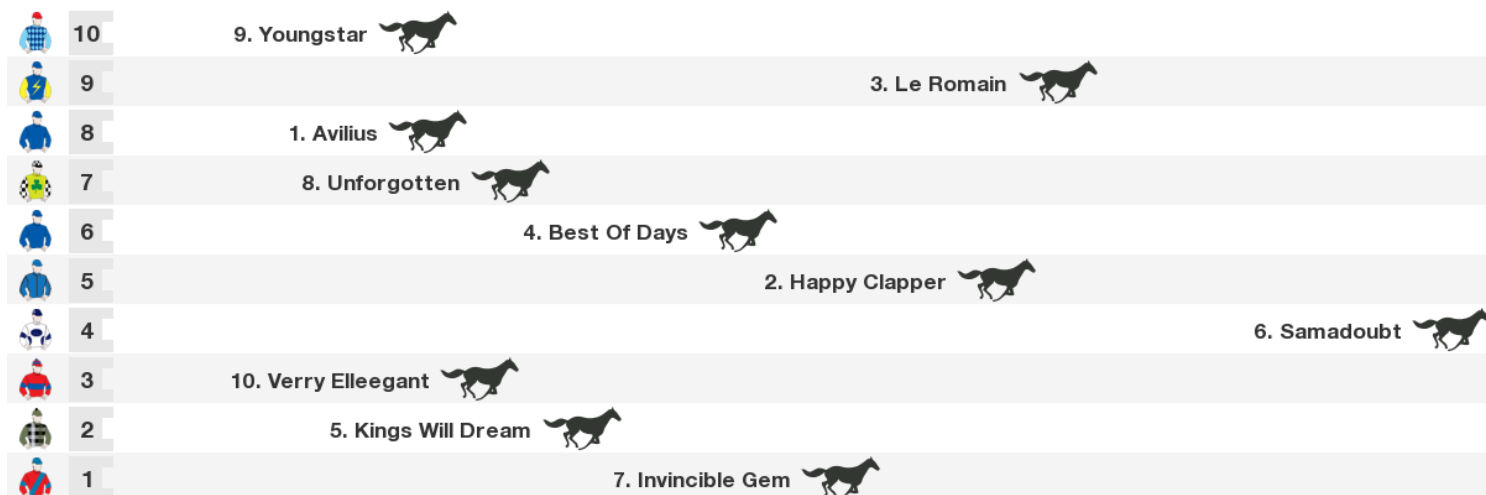 10 9. Youngstar
9 3. Le Romain
8 1. Avilius
7 8. Unforgotten
6 4. Best Of Days
5 2. Happy Clapper
4 6. Samadoubt
3 10. Verry Elleegant
2 5. Kings Will Dream
1 7. Invincible Gem